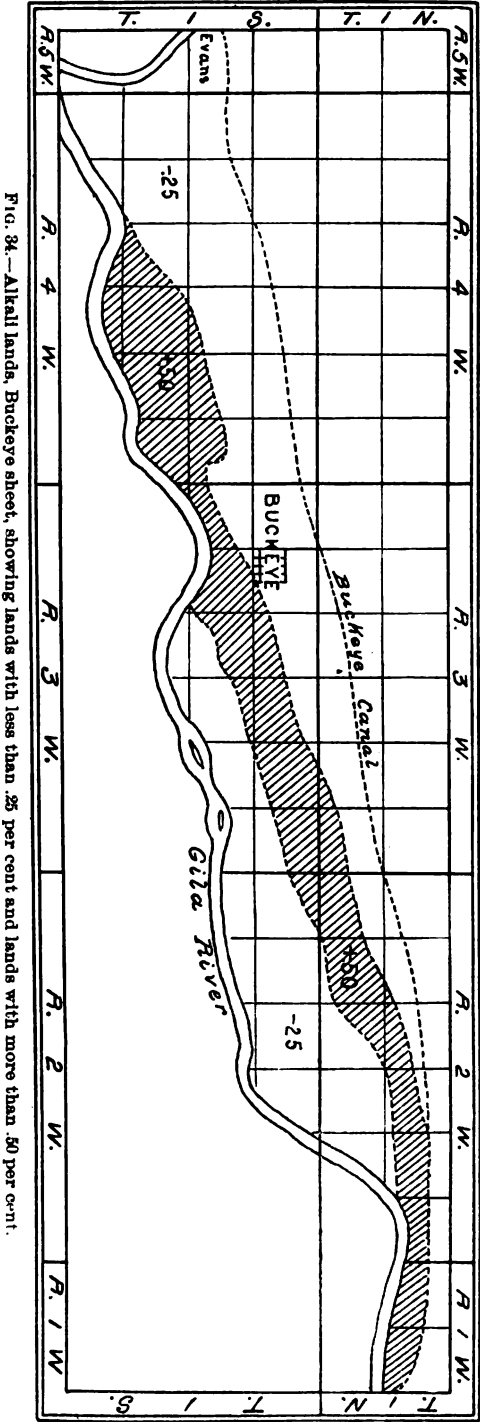 R.5W. R. 4 W. R. 3 W. R. 2 W. R 1 W.
T. 1 N.
T. 1 N.
Buckeye Canal
BUCKEYE
Evans
+50
-25
-25
+50
Gila River
T. 1 S.
T. 1 S.
R.5W. R. 4 W. R. 3 W. R. 2 W. R. 1 W
FIG. 34.—Alkali lands, Buckeye sheet, showing lands with less than .25 per cent and lands with more than .50 per cent.